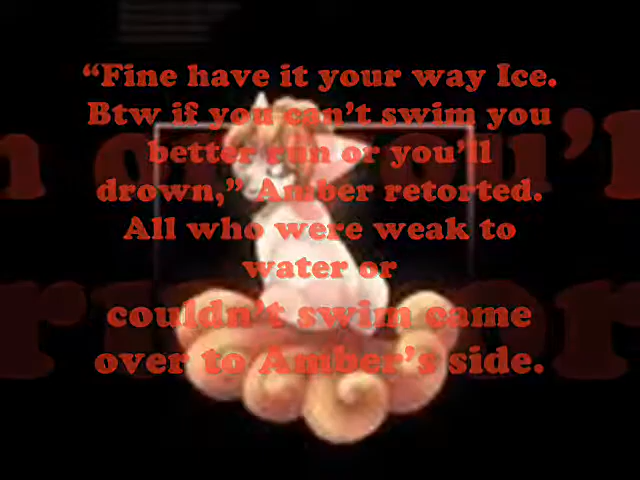 “Fine have it your way Ice.
Btw if you can’t swim you
better run or you’ll
drown,” Amber retorted.
All who were weak to
water or
couldn’t swim came
over to Amber’s side.